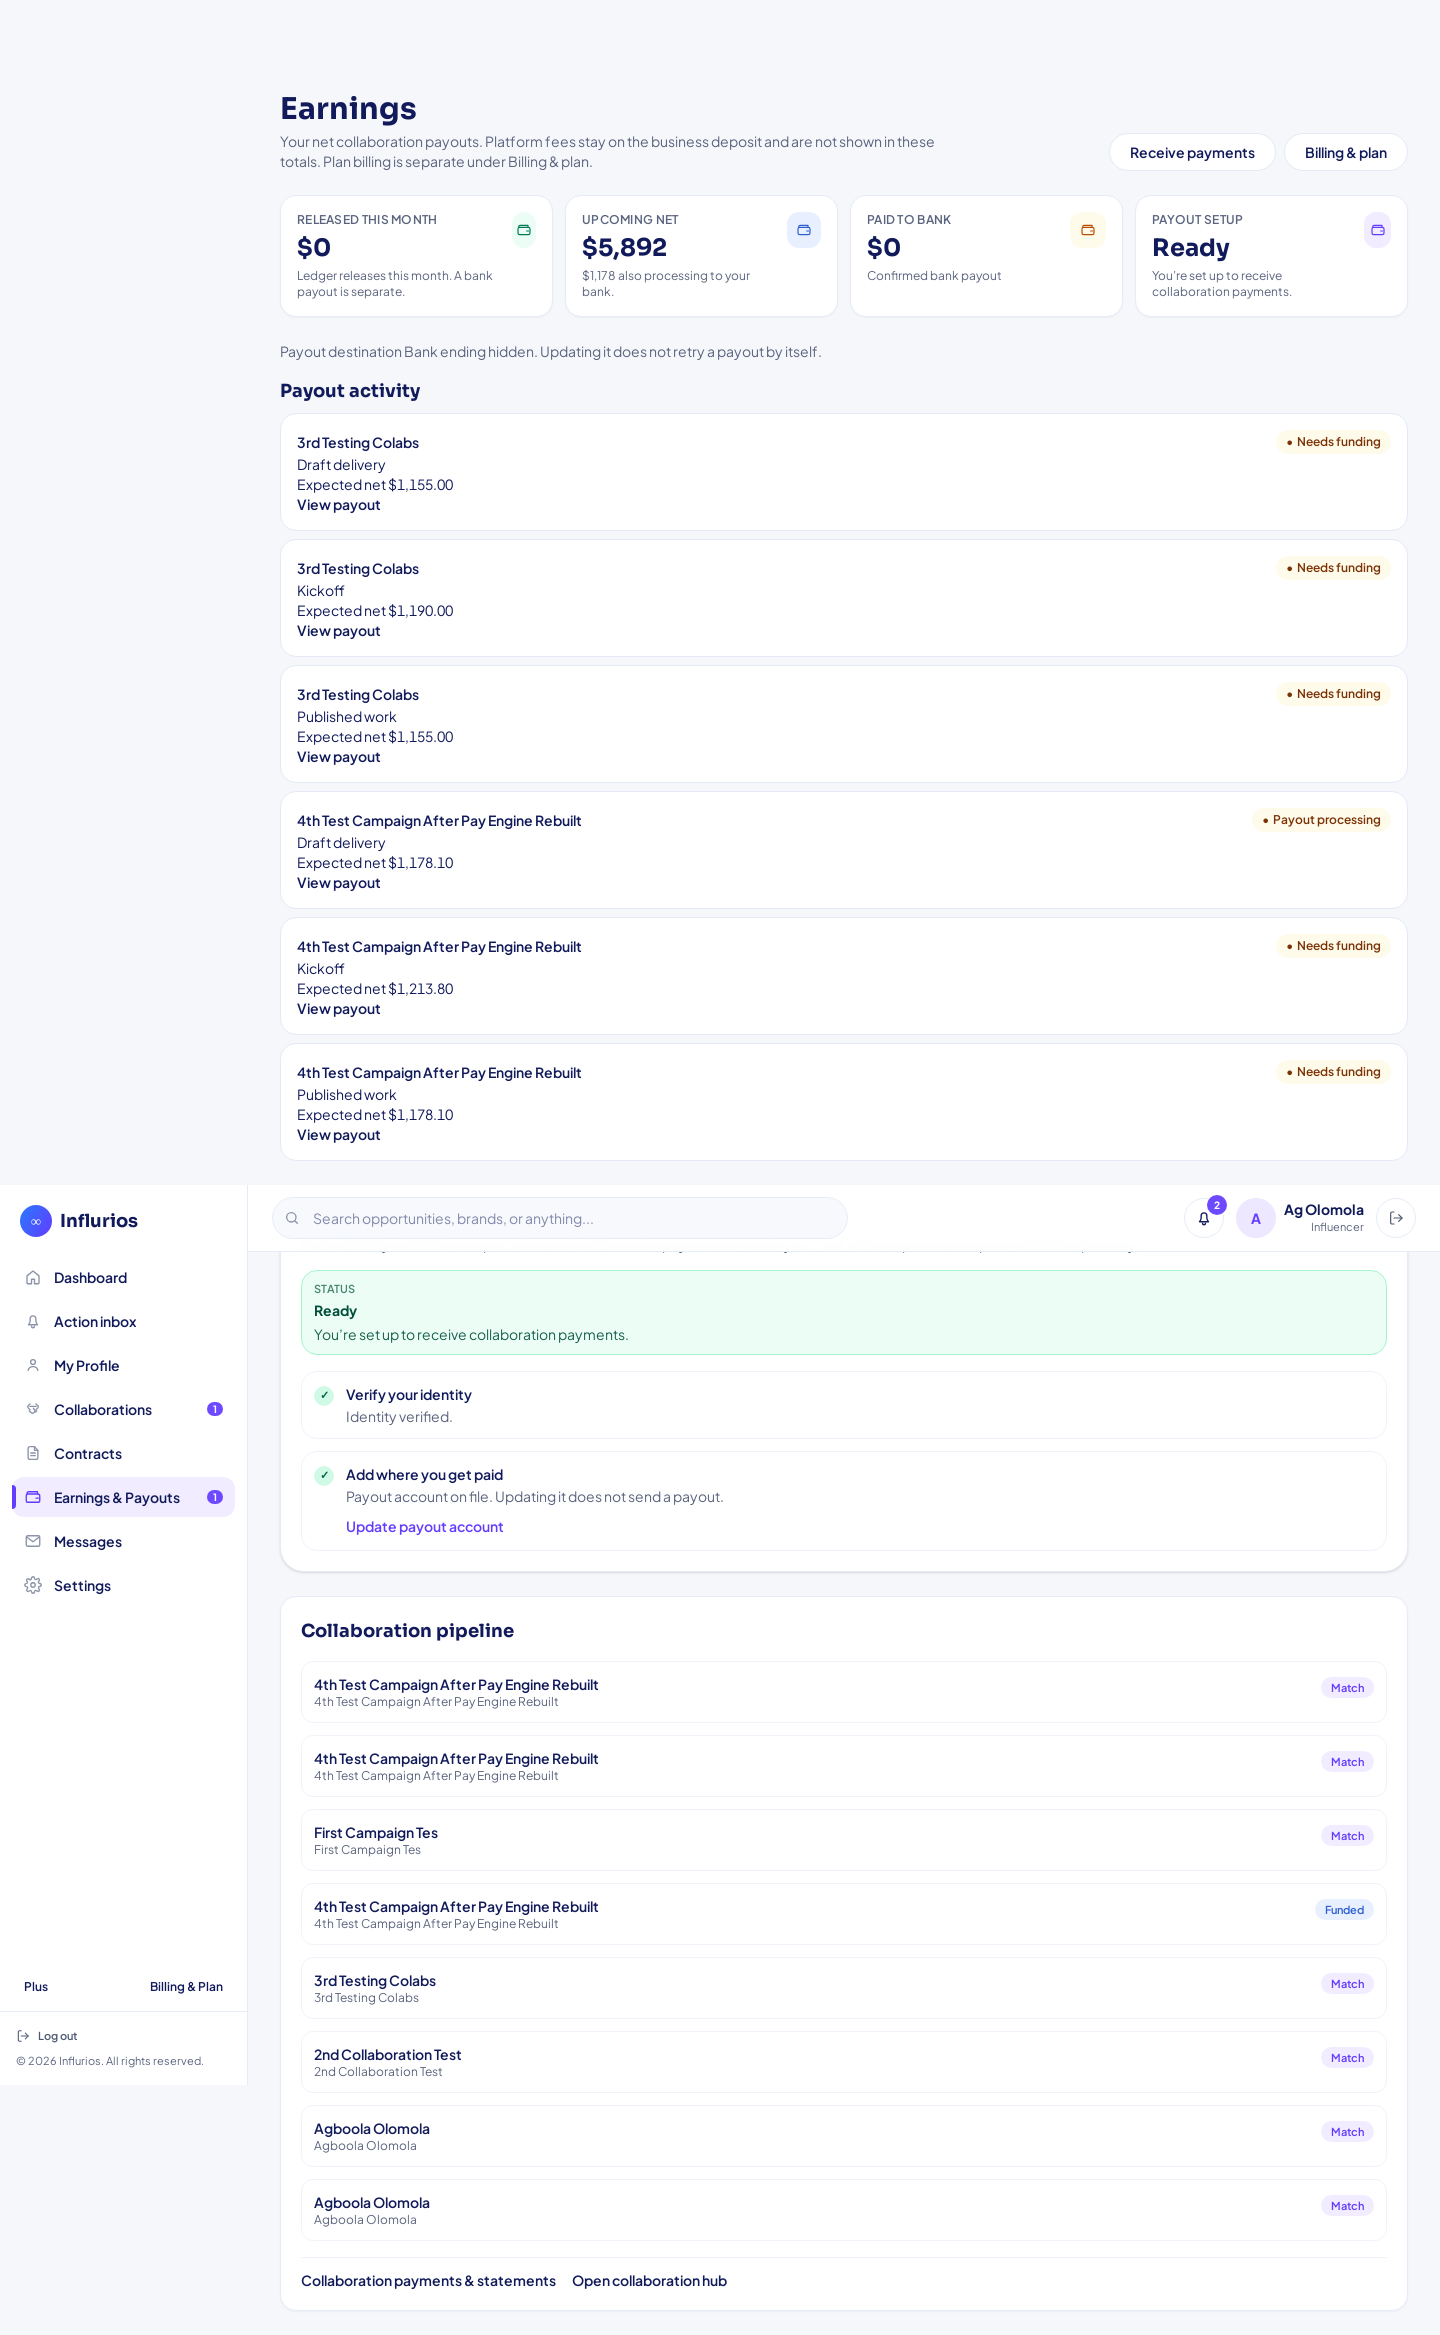 Earnings
Your net collaboration payouts. Platform fees stay on the business deposit and are not shown in these
totals. Plan billing is separate under Billing & plan.
Receive payments
Billing & plan
RELEASED THIS MONTH
$0
Ledger releases this month. A bank
payout is separate.
UPCOMING NET
$5,892
$1,178 also processing to your
bank.
PAID TO BANK
$0
Confirmed bank payout
PAYOUT SETUP
Ready
You're set up to receive
collaboration payments.
Payout destination Bank ending hidden. Updating it does not retry a payout by itself.
Payout activity
3rd Testing Colabs
Needs funding
Draft delivery
Expected net $1,155.00
View payout
3rd Testing Colabs
Needs funding
Kickoff
Expected net $1,190.00
View payout
3rd Testing Colabs
Needs funding
Published work
Expected net $1,155.00
View payout
4th Test Campaign After Pay Engine Rebuilt
Payout processing
Draft delivery
Expected net $1,178.10
View payout
4th Test Campaign After Pay Engine Rebuilt
Needs funding
Kickoff
Expected net $1,213.80
View payout
4th Test Campaign After Pay Engine Rebuilt
Needs funding
Published work
Expected net $1,178.10
View payout
Influrios
Search opportunities, brands, or anything...
2
A
Ag Olomola
Influencer
Dashboard
Action inbox
My Profile
Collaborations
1
Contracts
Earnings & Payouts
1
Messages
Settings
Plus
Billing & Plan
Log out
© 2026 Influrios. All rights reserved.
STATUS
Ready
You're set up to receive collaboration payments.
Verify your identity
Identity verified.
Add where you get paid
Payout account on file. Updating it does not send a payout.
Update payout account
Collaboration pipeline
4th Test Campaign After Pay Engine Rebuilt
4th Test Campaign After Pay Engine Rebuilt
Match
4th Test Campaign After Pay Engine Rebuilt
4th Test Campaign After Pay Engine Rebuilt
Match
First Campaign Tes
First Campaign Tes
Match
4th Test Campaign After Pay Engine Rebuilt
4th Test Campaign After Pay Engine Rebuilt
Funded
3rd Testing Colabs
3rd Testing Colabs
Match
2nd Collaboration Test
2nd Collaboration Test
Match
Agboola Olomola
Agboola Olomola
Match
Agboola Olomola
Agboola Olomola
Match
Collaboration payments & statements
Open collaboration hub